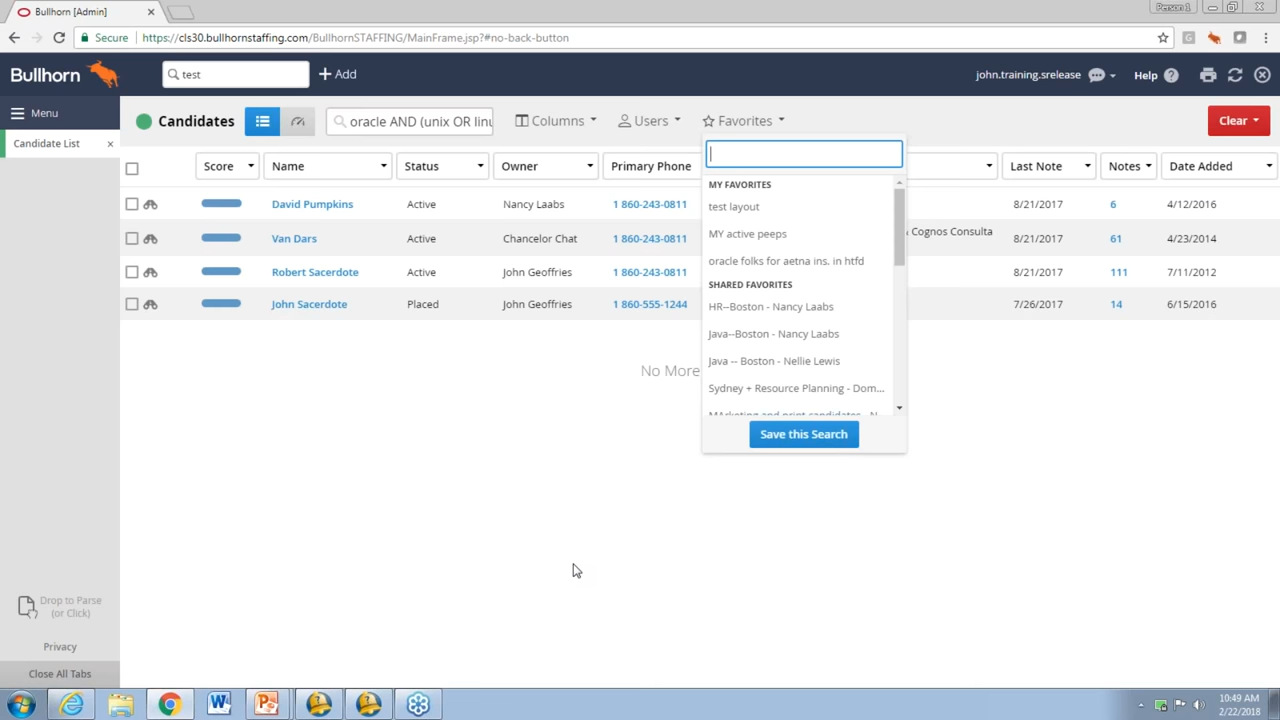 Bullhorn [Admin]
Person 1
Secure https://cls30.bullhornstaffing.com/BullhornSTAFFING/MainFrame.jsp?#no-back-button
Bullhorn
test
Add
john.training.srelease
Help
Menu
Candidates
oracle AND (unix OR linu
Columns
Users
Favorites
Clear
Candidate List
Score Name Status Owner Primary Phone Last Note Notes Date Added
David Pumpkins Active Nancy Laabs 1 860-243-0811 8/21/2017 6 4/12/2016
Van Dars Active Chancelor Chat 1 860-243-0811 Cognos Consulta 8/21/2017 61 4/23/2014
Robert Sacerdote Active John Geoffries 1 860-243-0811 8/21/2017 111 7/11/2012
John Sacerdote Placed John Geoffries 1 860-555-1244 7/26/2017 14 6/15/2016
No More
MY FAVORITES
test layout
MY active peeps
oracle folks for aetna ins. in htfd
SHARED FAVORITES
HR--Boston - Nancy Laabs
Java--Boston - Nancy Laabs
Java -- Boston - Nellie Lewis
Sydney + Resource Planning - Dom...
MArketing and print candidates - N
Save this Search
Drop to Parse
(or Click)
Privacy
Close All Tabs
10:49 AM
2/22/2018